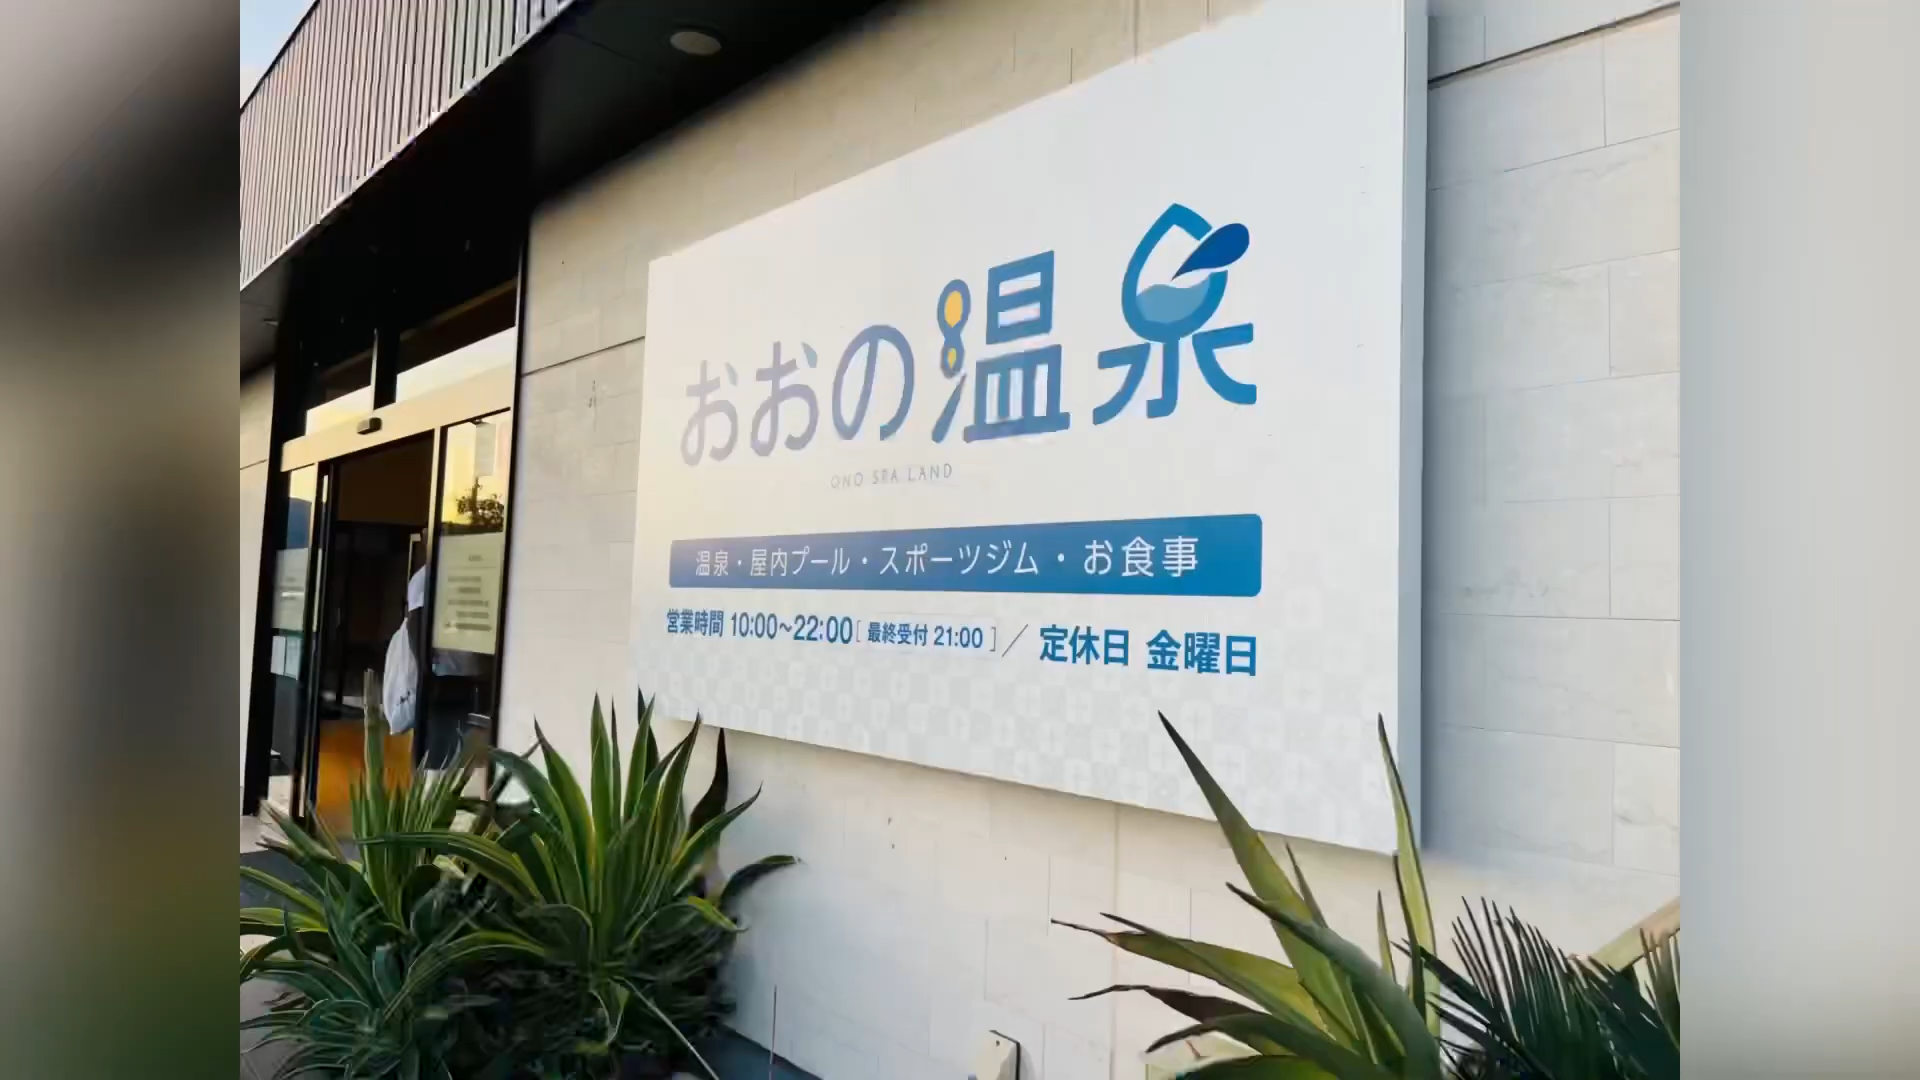 おおの温泉
ONO SPA LAND
温泉・屋内プール・スポーツジム・お食事
営業時間 10:00～22:00［ 最終受付 21:00 ］／ 定休日 金曜日